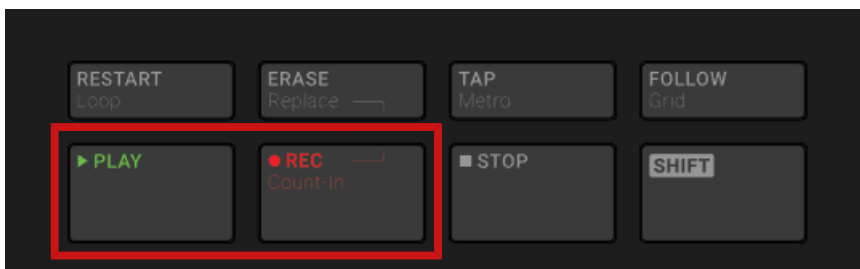 RESTART
Loop
ERASE
Replace
TAP
Metro
FOLLOW
Grid
PLAY
REC
Count-In
STOP
SHIFT